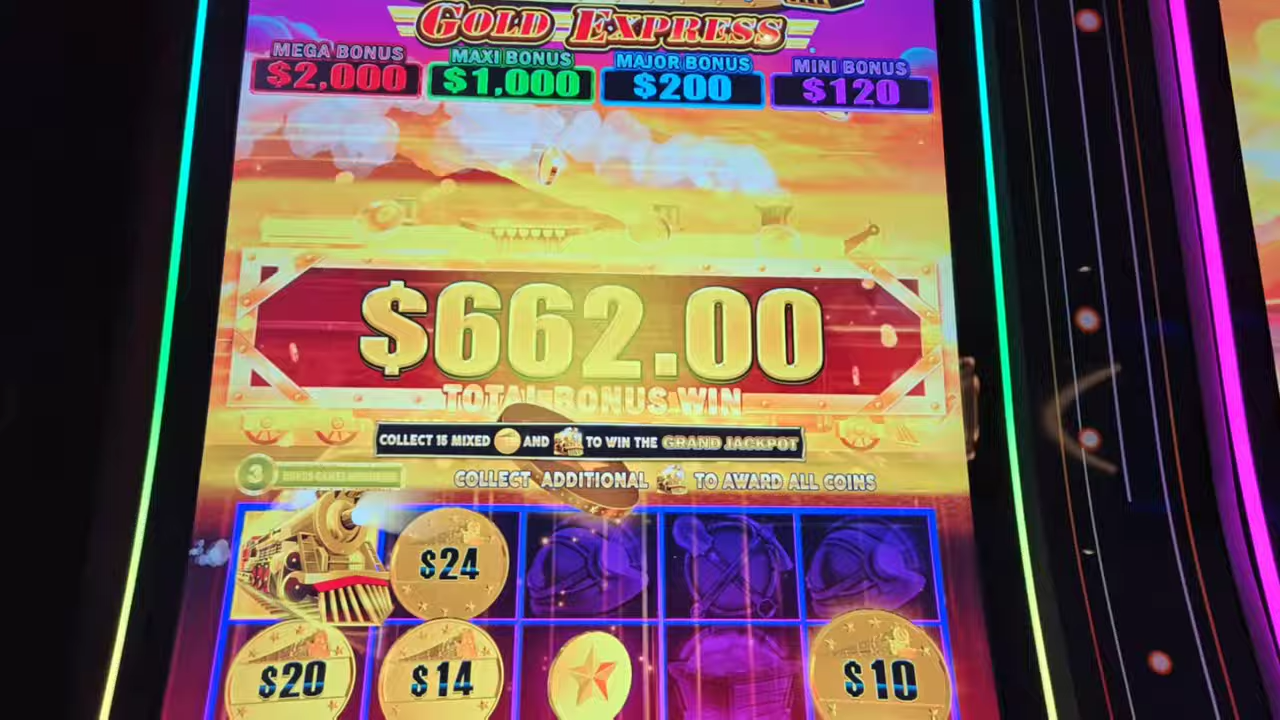 GOLD EXPRESS
MEGA BONUS
$2,000
MAXI BONUS
$1,000
MAJOR BONUS
$200
MINI BONUS
$120
$662.00
TOTAL BONUS WIN
COLLECT 15 MIXED AND TO WIN THE GRAND JACKPOT
3
COLLECT ADDITIONAL TO AWARD ALL COINS
$24
$20
$14
$10